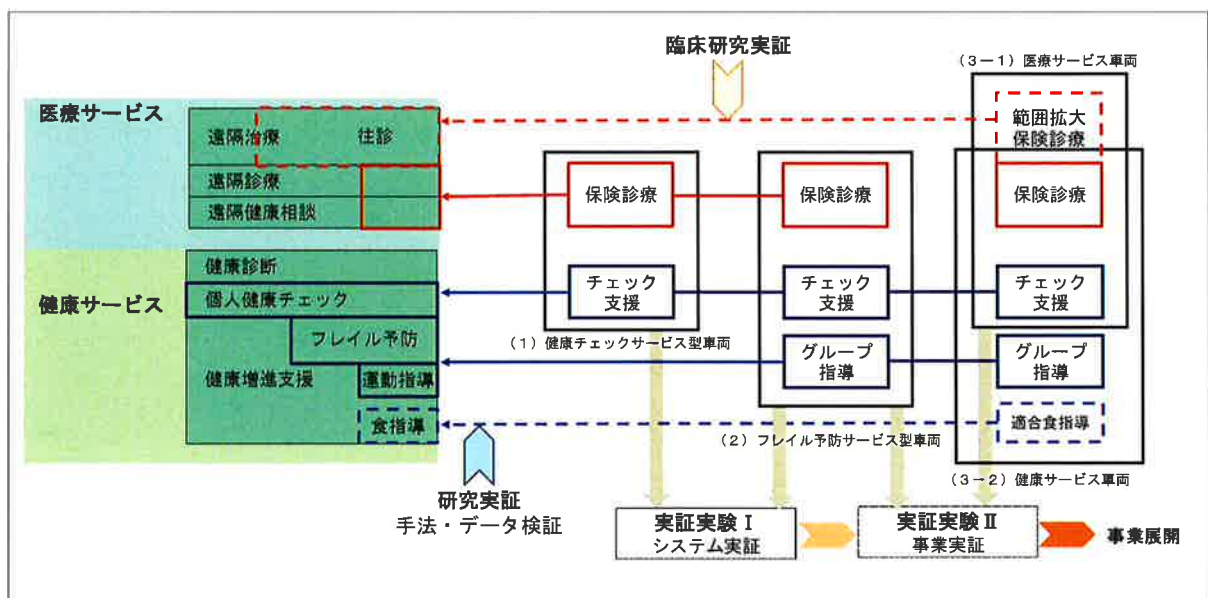 臨床研究実証
（3－1）医療サービス車両
医療サービス
遠隔治療
往診
範囲拡大
保険診療
遠隔診療
遠隔健康相談
保険診療
保険診療
保険診療
健康サービス
健康診断
個人健康チェック
チェック
支援
チェック
支援
チェック
支援
フレイル予防
（1）健康チェックサービス型車両
グループ
指導
グループ
指導
健康増進支援
運動指導
食指導
適合食指導
（2）フレイル予防サービス型車両
（3－2）健康サービス車両
研究実証
手法・データ検証
実証実験Ⅰ
システム実証
実証実験Ⅱ
事業実証
事業展開